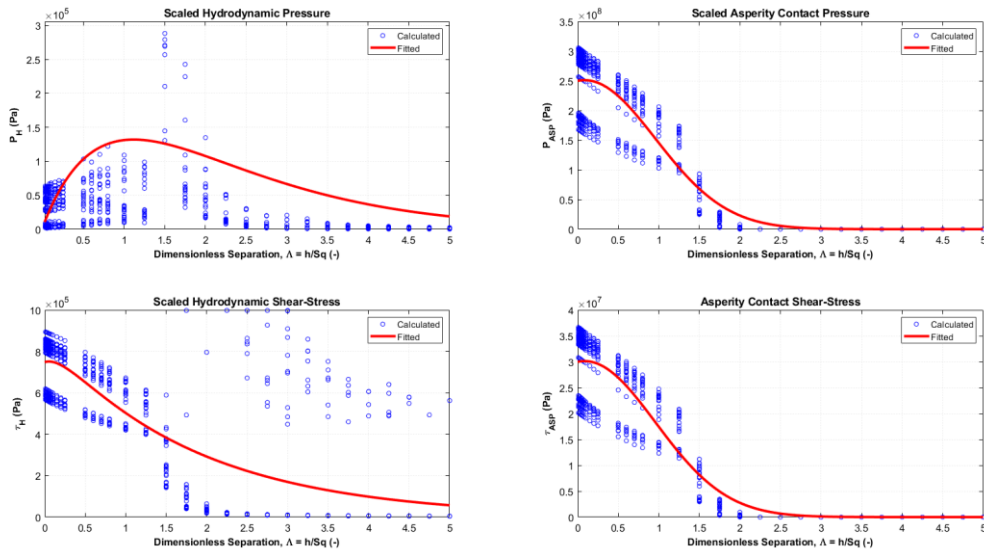 Scaled Hydrodynamic Pressure
×10^5
3
2.5
2
1.5
1
0.5
0
P_H (Pa)
Calculated
Fitted
0.5 1 1.5 2 2.5 3 3.5 4 4.5 5
Dimensionless Separation, Λ = h/Sq (-)
Scaled Asperity Contact Pressure
×10^8
3.5
3
2.5
2
1.5
1
0.5
0
P_ASP (Pa)
Calculated
Fitted
0 0.5 1 1.5 2 2.5 3 3.5 4 4.5 5
Dimensionless Separation, Λ = h/Sq (-)
Scaled Hydrodynamic Shear-Stress
×10^5
10
8
6
4
2
0
τ_H (Pa)
Calculated
Fitted
0 0.5 1 1.5 2 2.5 3 3.5 4 4.5 5
Dimensionless Separation, Λ = h/Sq (-)
Asperity Contact Shear-Stress
×10^7
4
3.5
3
2.5
2
1.5
1
0.5
0
τ_ASP (Pa)
Calculated
Fitted
0 0.5 1 1.5 2 2.5 3 3.5 4 4.5 5
Dimensionless Separation, Λ = h/Sq (-)